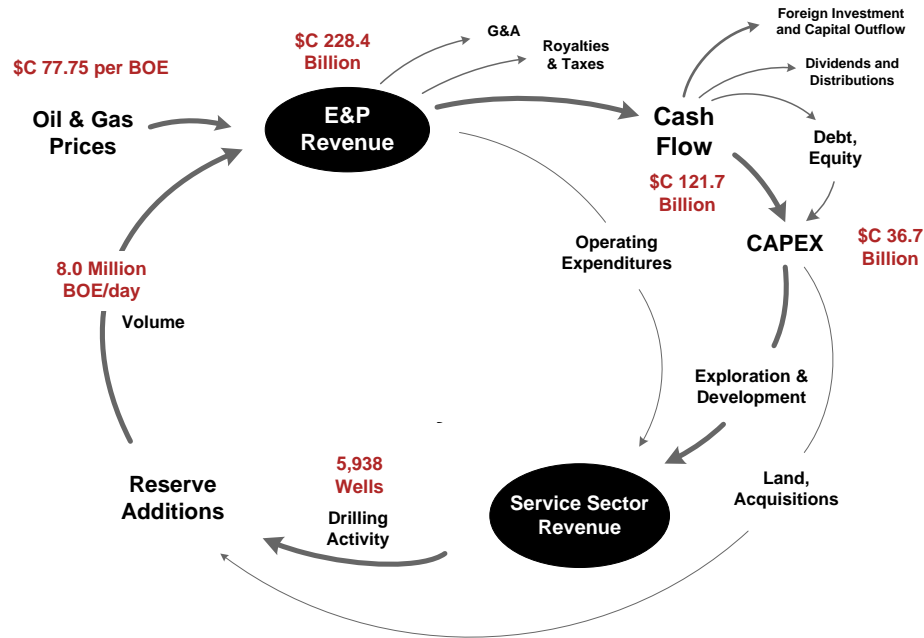 Foreign Investment
and Capital Outflow
G&A
$C 228.4
Billion
Royalties
& Taxes
$C 77.75 per BOE
Dividends and
Distributions
Oil & Gas
Prices
E&P
Revenue
Cash
Flow
Debt,
Equity
$C 121.7
Billion
Operating
Expenditures
CAPEX
$C 36.7
Billion
8.0 Million
BOE/day
Volume
Exploration &
Development
5,938
Wells
Reserve
Additions
Drilling
Activity
Service Sector
Revenue
Land,
Acquisitions